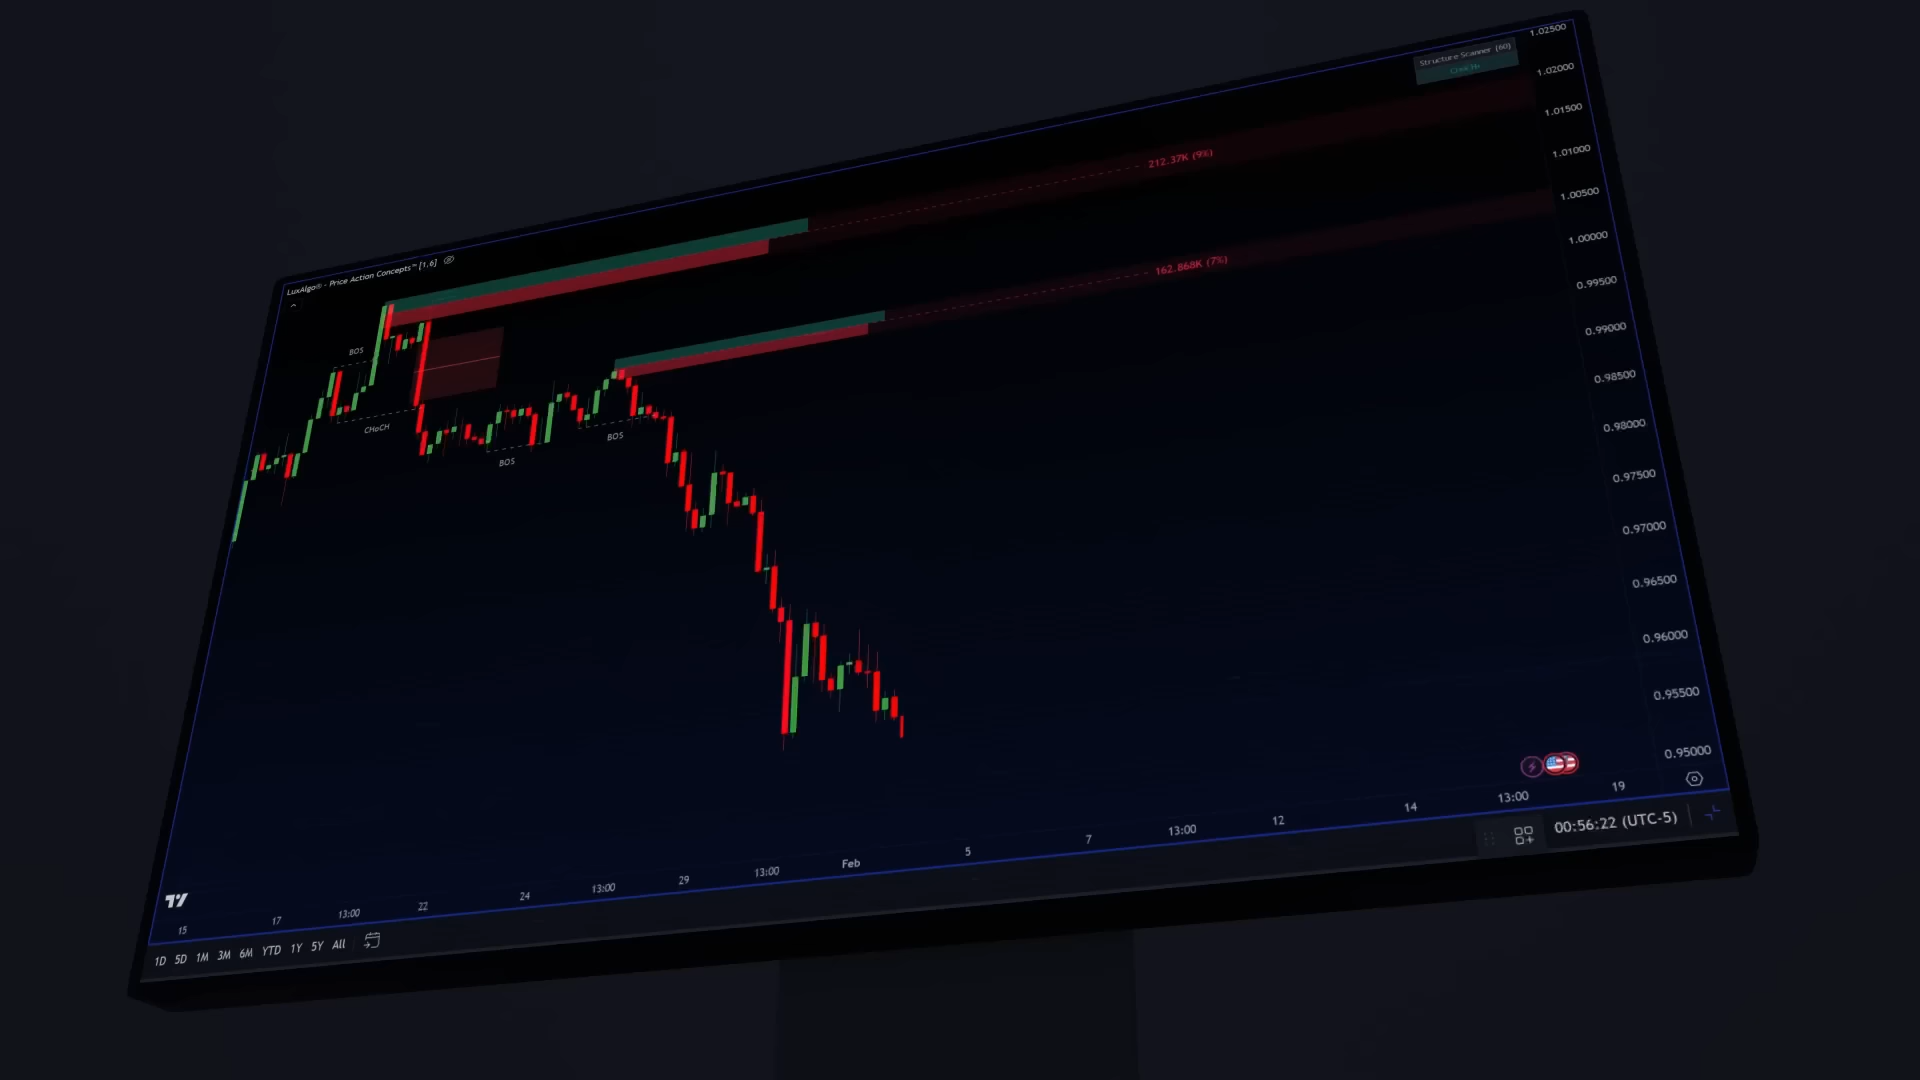 Structure Scanner (60)
1.02500
1.02000
1.01500
1.01000
1.00500
1.00000
0.99500
0.99000
0.98500
0.98000
0.97500
0.97000
0.96500
0.96000
0.95500
0.95000
212.37K (9%)
162.868K (7%)
LuxAlgo® - Price Action Concepts™ [1.6]
BOS
CHoCH
BOS
BOS
15
17
13:00
22
24
13:00
29
13:00
Feb
5
7
13:00
12
14
13:00
19
1D 5D 1M 3M 6M YTD 1Y 5Y All
00:56:22 (UTC-5)